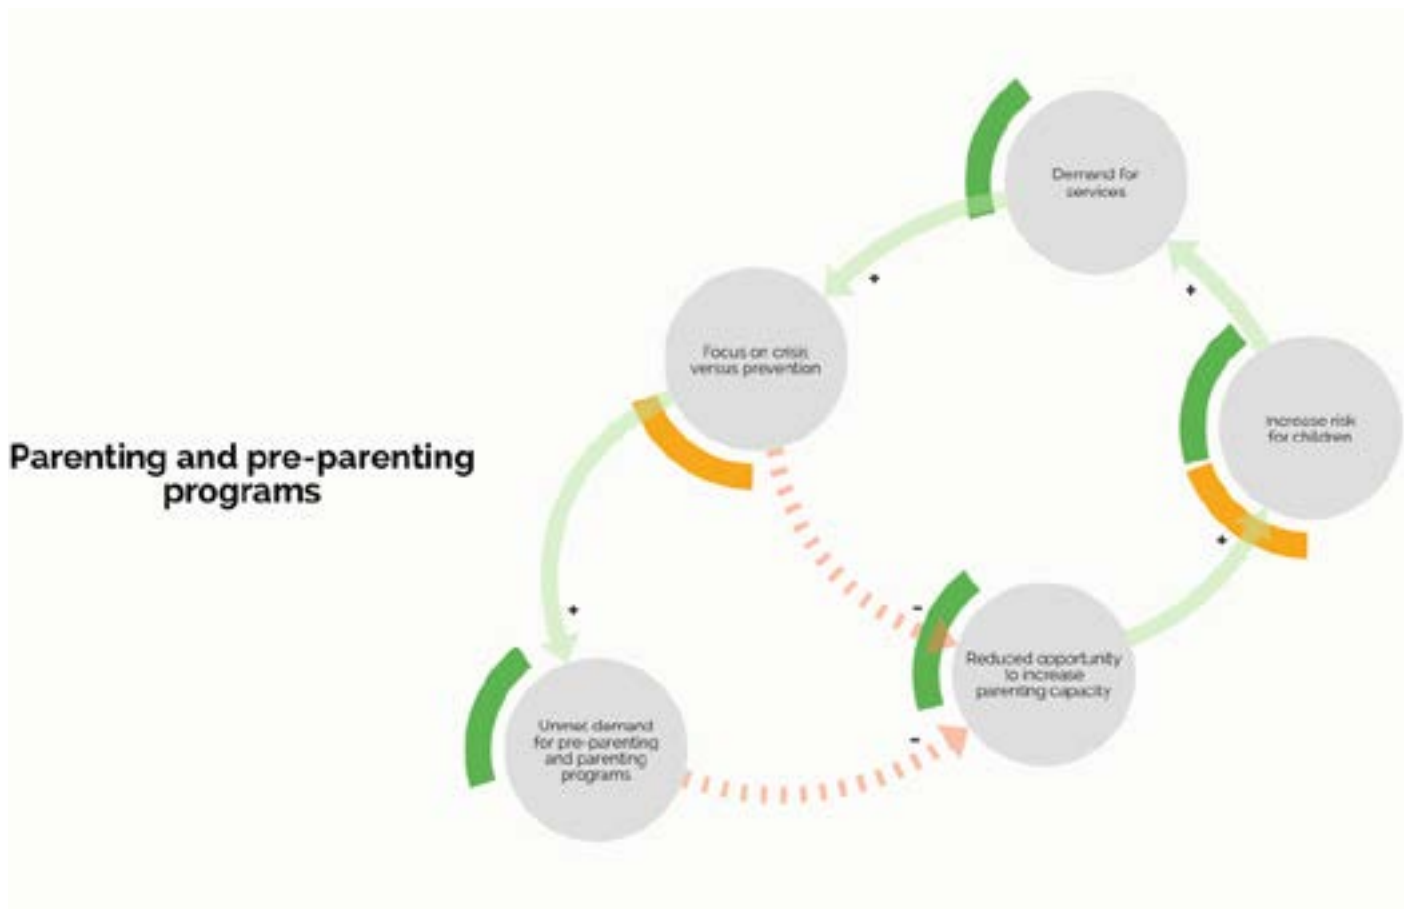 Parenting and pre-parenting
programs
Demand for
services
+
+
Focus on crisis
versus prevention
Increase risk
for children
+
+
-
-
Reduced opportunity
to increase
parenting capacity
Unmet demand
for pre-parenting
and parenting
programs